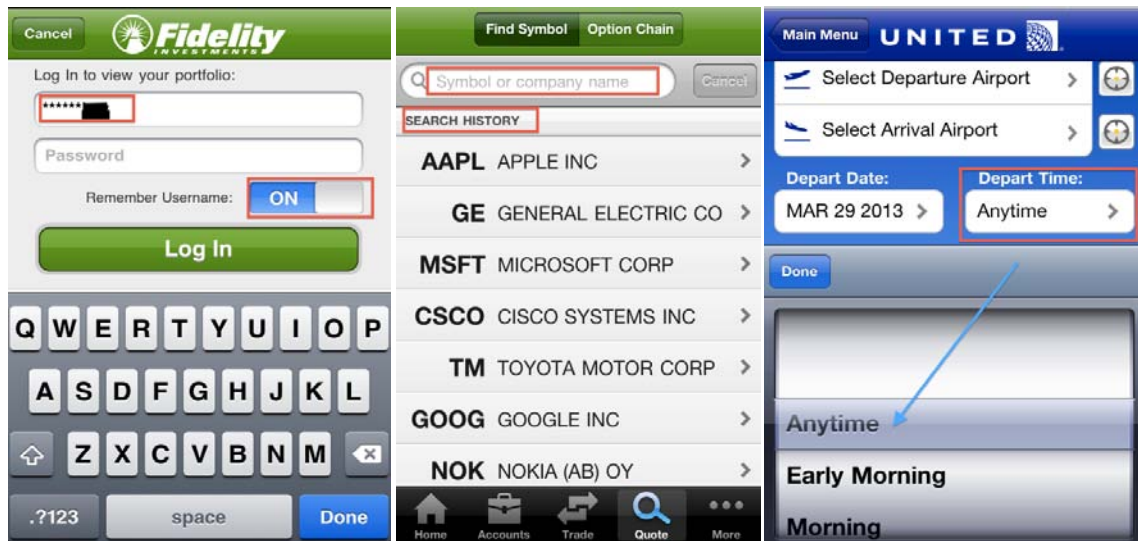 Cancel
Fidelity
INVESTMENTS
Log In to view your portfolio:
******
Password
Remember Username: ON
Log In
Q W E R T Y U I O P
A S D F G H J K L
Z X C V B N M
.?123 space Done
Find Symbol Option Chain
Symbol or company name Cancel
SEARCH HISTORY
AAPL APPLE INC
GE GENERAL ELECTRIC CO
MSFT MICROSOFT CORP
CSCO CISCO SYSTEMS INC
TM TOYOTA MOTOR CORP
GOOG GOOGLE INC
NOK NOKIA (AB) OY
Home Accounts Trade Quote More
Main Menu UNITED
Select Departure Airport
Select Arrival Airport
Depart Date: Depart Time:
MAR 29 2013 Anytime
Done
Anytime
Early Morning
Morning